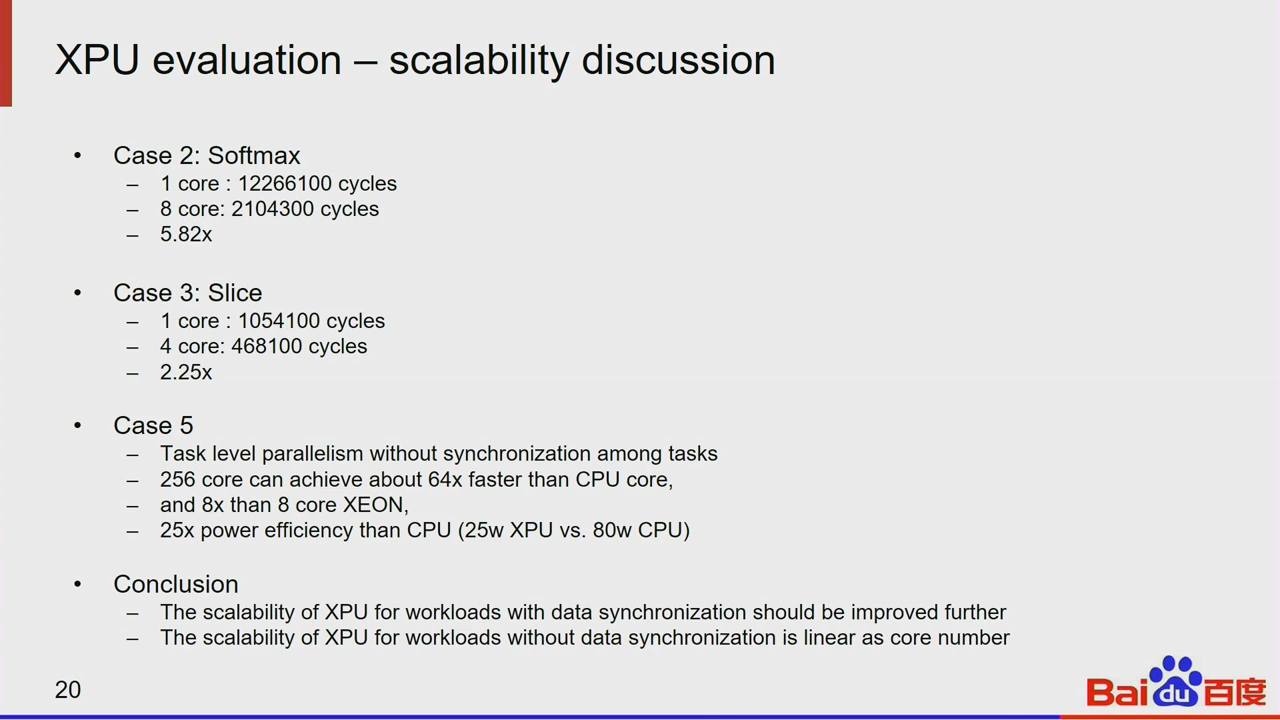 XPU evaluation – scalability discussion
• Case 2: Softmax
– 1 core : 12266100 cycles
– 8 core: 2104300 cycles
– 5.82x
• Case 3: Slice
– 1 core : 1054100 cycles
– 4 core: 468100 cycles
– 2.25x
• Case 5
– Task level parallelism without synchronization among tasks
– 256 core can achieve about 64x faster than CPU core,
– and 8x than 8 core XEON,
– 25x power efficiency than CPU (25w XPU vs. 80w CPU)
• Conclusion
– The scalability of XPU for workloads with data synchronization should be improved further
– The scalability of XPU for workloads without data synchronization is linear as core number
20
Baidu百度